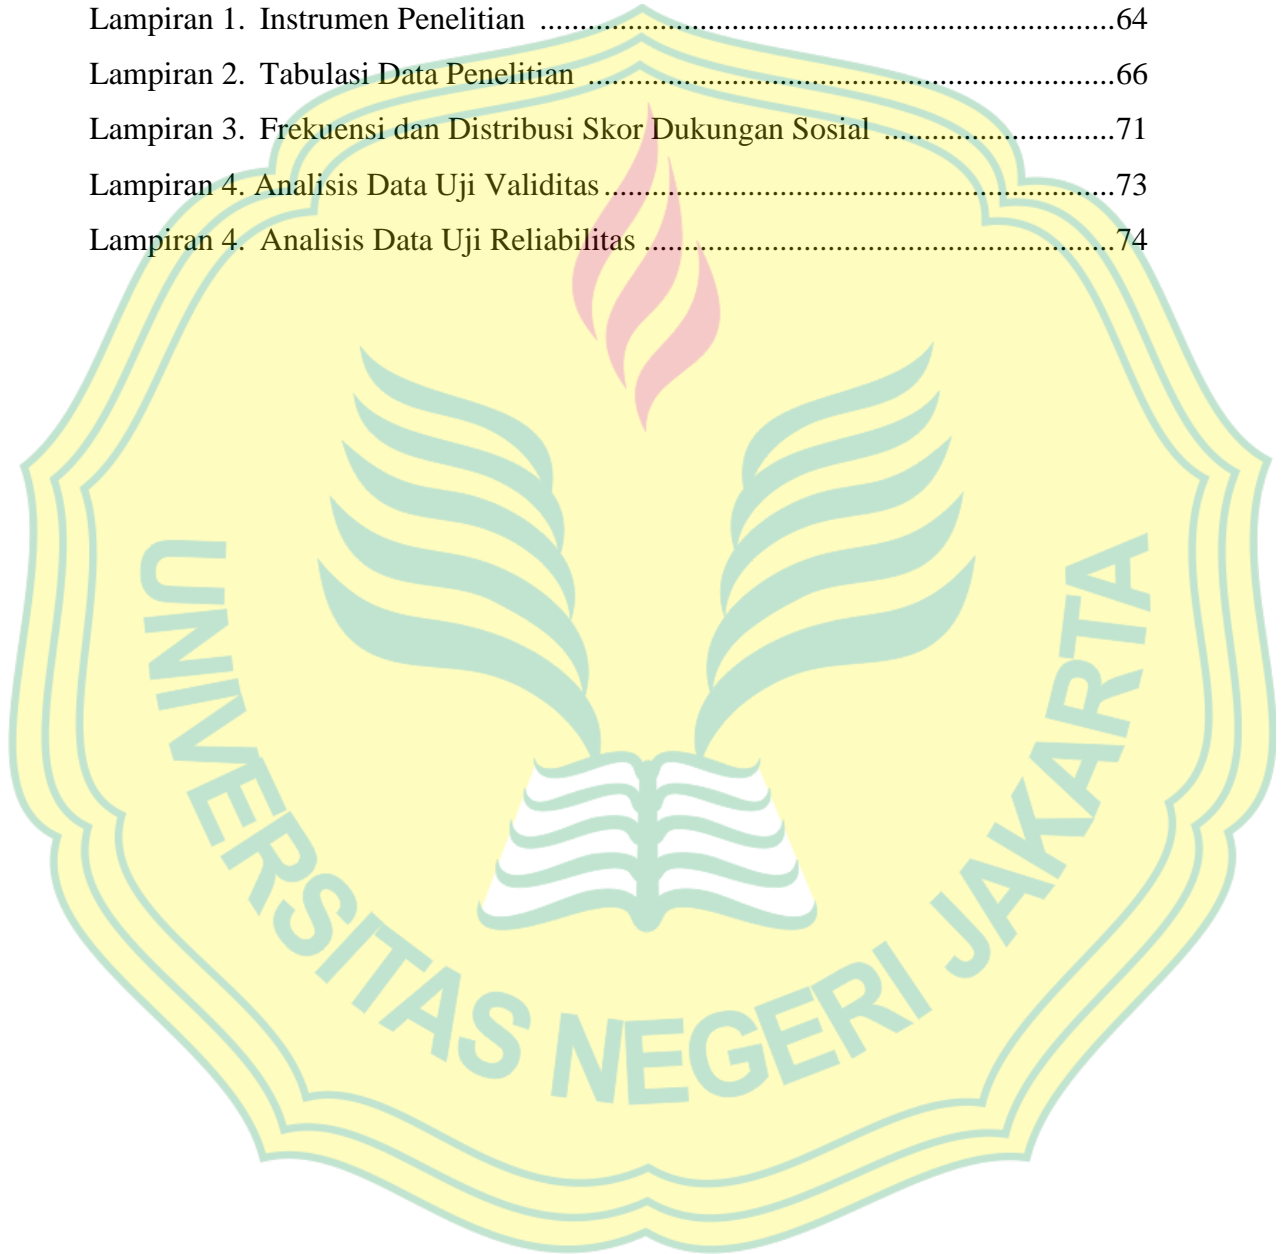 Lampiran 1.  Instrumen Penelitian ........................................................................64
Lampiran 2.  Tabulasi Data Penelitian ..................................................................66
Lampiran 3.  Frekuensi dan Distribusi Skor Dukungan Sosial .............................71
Lampiran 4. Analisis Data Uji Validitas ................................................................73
Lampiran 4.  Analisis Data Uji Reliabilitas ...........................................................74
UNIVERSITAS NEGERI JAKARTA